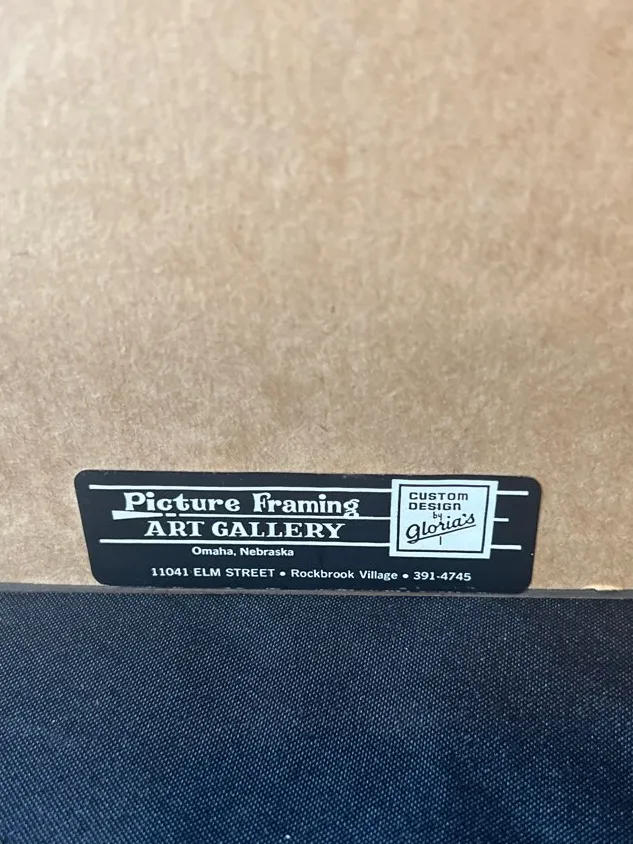 Picture Framing
ART GALLERY
Omaha, Nebraska
11041 ELM STREET • Rockbrook Village • 391-4745
CUSTOM
DESIGN
by
Gloria's